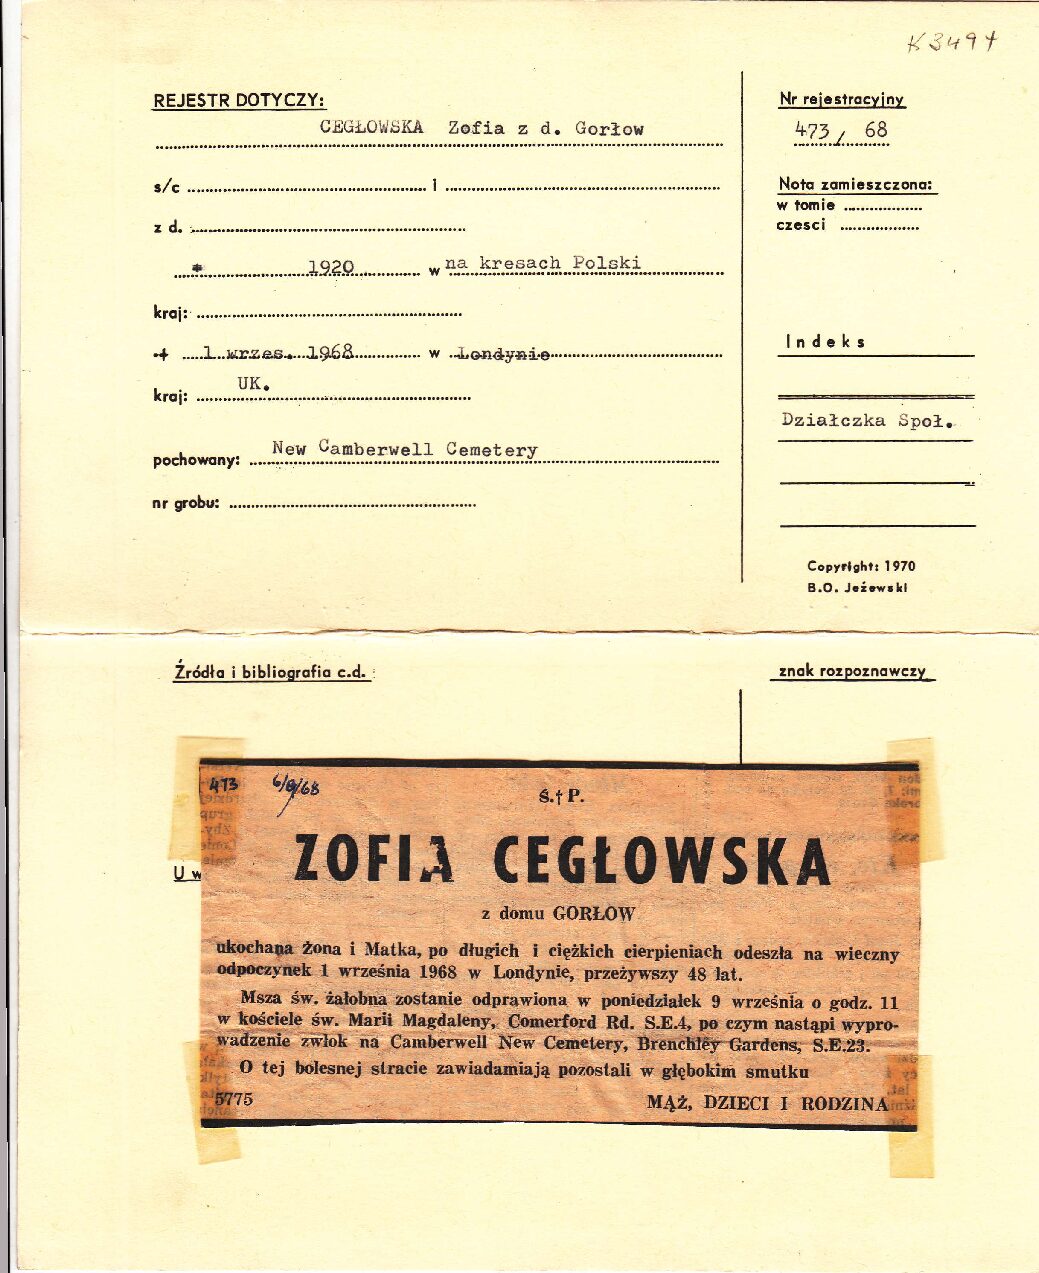 K 3494
REJESTR DOTYCZY:
CEGŁOWSKA Zofia z d. Gorłow
Nr rejestracyjny
473/ 68
s/c i
Nota zamieszczona:
w tomie
czesci
z d.
* 1920 w na kresach Polski
kraj:
+ 1 wrzes. 1968 w Londynie
Indeks
kraj: UK.
Działczka Społ.
pochowany: New Camberwell Cemetery
nr grobu:
Copyright: 1970
B.O. Jeżewski
Źródła i bibliografia c.d. :
znak rozpoznawczy
473 6/9/68
Ś.†P.
ZOFIA CEGŁOWSKA
z domu GORŁOW
U w
ukochana Żona i Matka, po długich i ciężkich cierpieniach odeszła na wieczny
odpoczynek 1 września 1968 w Londynie, przeżywszy 48 lat.
Msza św. żałobna zostanie odprawiona w poniedziałek 9 września o godz. 11
w kościele św. Marii Magdaleny, Comerford Rd. S.E.4, po czym nastąpi wypro-
wadzenie zwłok na Camberwell New Cemetery, Brenchley Gardens, S.E.23.
O tej bolesnej stracie zawiadamiają pozostali w głębokim smutku
5775 MĄŻ, DZIECI I RODZINA